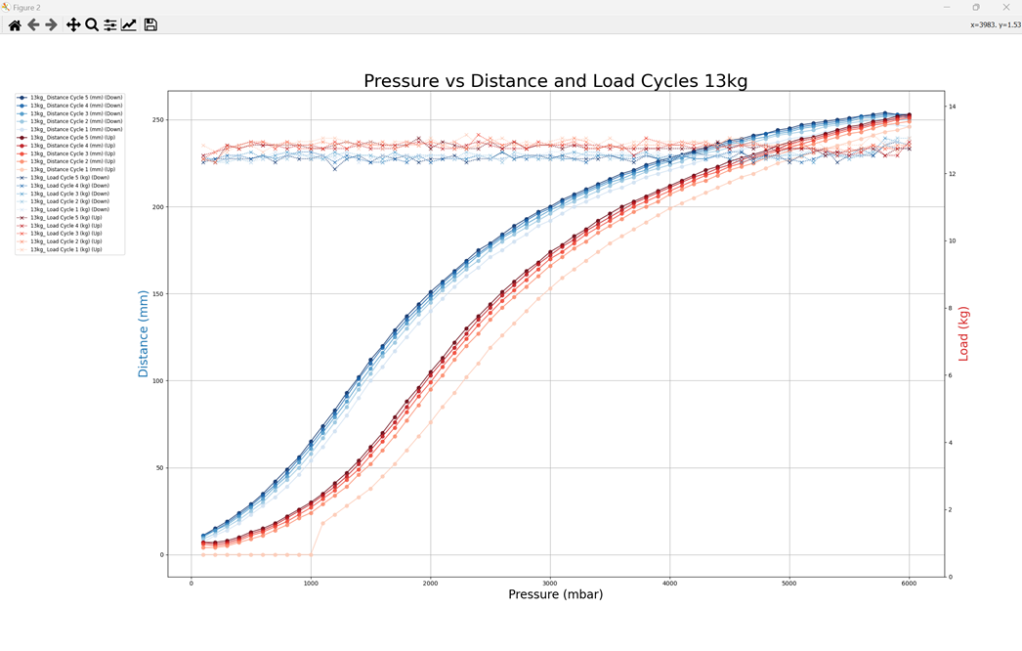 Figure 2
x=3983. y=1.53
Pressure vs Distance and Load Cycles 13kg
13kg_ Distance Cycle 5 (mm) (Down)
13kg_ Distance Cycle 4 (mm) (Down)
13kg_ Distance Cycle 3 (mm) (Down)
13kg_ Distance Cycle 2 (mm) (Down)
13kg_ Distance Cycle 1 (mm) (Down)
13kg_ Distance Cycle 5 (mm) (Up)
13kg_ Distance Cycle 4 (mm) (Up)
13kg_ Distance Cycle 3 (mm) (Up)
13kg_ Distance Cycle 2 (mm) (Up)
13kg_ Distance Cycle 1 (mm) (Up)
13kg_ Load Cycle 5 (kg) (Down)
13kg_ Load Cycle 4 (kg) (Down)
13kg_ Load Cycle 3 (kg) (Down)
13kg_ Load Cycle 2 (kg) (Down)
13kg_ Load Cycle 1 (kg) (Down)
13kg_ Load Cycle 5 (kg) (Up)
13kg_ Load Cycle 4 (kg) (Up)
13kg_ Load Cycle 3 (kg) (Up)
13kg_ Load Cycle 2 (kg) (Up)
13kg_ Load Cycle 1 (kg) (Up)
Distance (mm)
250
200
150
100
50
0
0 1000 2000 3000 4000 5000 6000
Pressure (mbar)
14
12
10
8
6
4
2
0
Load (kg)